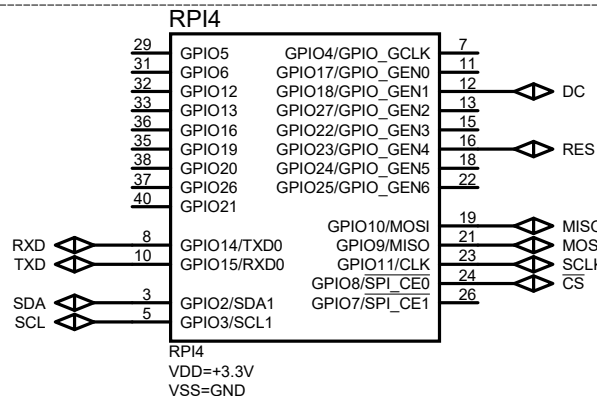 RPI4
29 GPIO5 GPIO4/GPIO_GCLK 7
31 GPIO6 GPIO17/GPIO_GEN0 11
32 GPIO12 GPIO18/GPIO_GEN1 12 DC
33 GPIO13 GPIO27/GPIO_GEN2 13
36 GPIO16 GPIO22/GPIO_GEN3 15
35 GPIO19 GPIO23/GPIO_GEN4 16 RES
38 GPIO20 GPIO24/GPIO_GEN5 18
37 GPIO26 GPIO25/GPIO_GEN6 22
40 GPIO21
GPIO10/MOSI 19 MISO
RXD 8 GPIO14/TXD0 GPIO9/MISO 21 MOS
TXD 10 GPIO15/RXD0 GPIO11/CLK 23 SCLK
GPIO8/SPI_CE0 24 CS
SDA 3 GPIO2/SDA1 GPIO7/SPI_CE1 26
SCL 5 GPIO3/SCL1
RPI4
VDD=+3.3V
VSS=GND